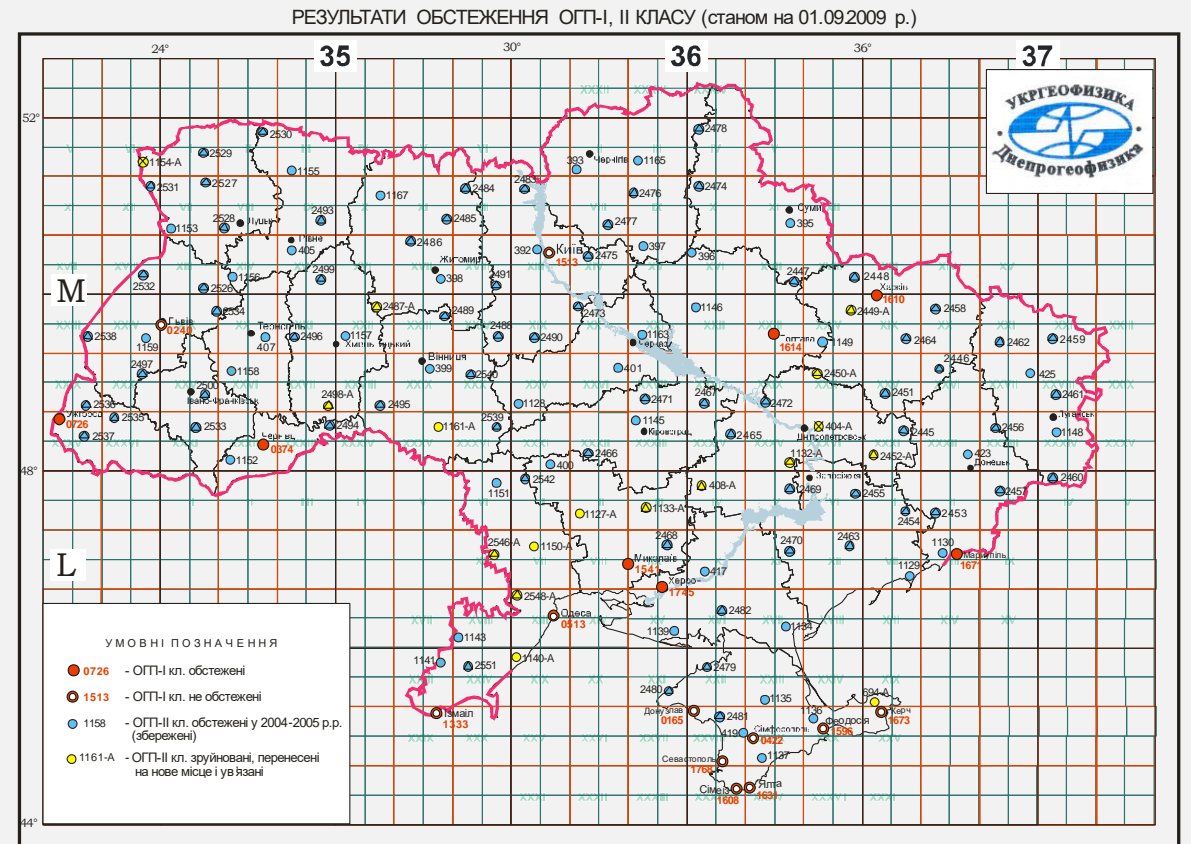 РЕЗУЛЬТАТИ ОБСТЕЖЕННЯ ОГП-І, ІІ КЛАСУ (станом на 01.09.2009 р.)
24°
35
30°
36
36°
37
52°
УКРГЕОФИЗИКА
Днепрогеофизика
2478
2530
1154-A
2529
393
Чернігів
1165
1155
2527
2531
1167
2484
2483
2476
2474
2528
Луцьк
2493
2485
2477
Суми
395
1153
Рівне
405
2486
392
Київ
1513
2475
397
396
Житомир
398
2491
2532
1156
2526
2499
2447
2448
Харків
1610
M
2534
2487-A
2489
2473
1146
2449-A
2458
Львів
0240
2538
1159
Тернопіль
407
2496
1157
2488
2490
1163
1614
1149
2464
2462
2459
Вінниця
399
2497
1158
2540
401
2450-A
2446
425
2500
Івано-Франківськ
2498-A
2495
1128
2471
2467
2472
2451
2461
Ужгород
0726
2535
2537
2533
2494
1161-A
2539
1145
Кіровоград
2465
404-A
Дніпропетровськ
2445
2456
Луганськ
1148
0374
1152
2466
400
1132-A
2452-A
423
Донецьк
1151
2542
408-A
Запоріжжя
2469
2455
2460
1127-A
1133-A
2454
2453
2546-A
1150-A
2468
2470
2463
1130
Маріуполь
1671
L
Миколаїв
1541
417
1745
1129
2548-A
Одеса
0513
2482
1139
1134
УМОВНІ ПОЗНАЧЕННЯ
0726 - ОГП-І кл. обстежені
1513 - ОГП-І кл. не обстежені
1158 - ОГП-ІІ кл. обстежені у 2004-2005 р.р.
(збережені)
1161-A - ОГП-ІІ кл. зруйновані, перенесені
на нове місце і ув'язані
1143
1141
2551
1140-A
2479
2480
1135
694-A
Ізмаїл
1333
Донузлав
0165
2481
1136
Керч
1673
419
Сімферополь
0422
Феодосія
1596
Севастополь
1768
1137
Сімеїз
1608
Ялта
1631
44°
48°